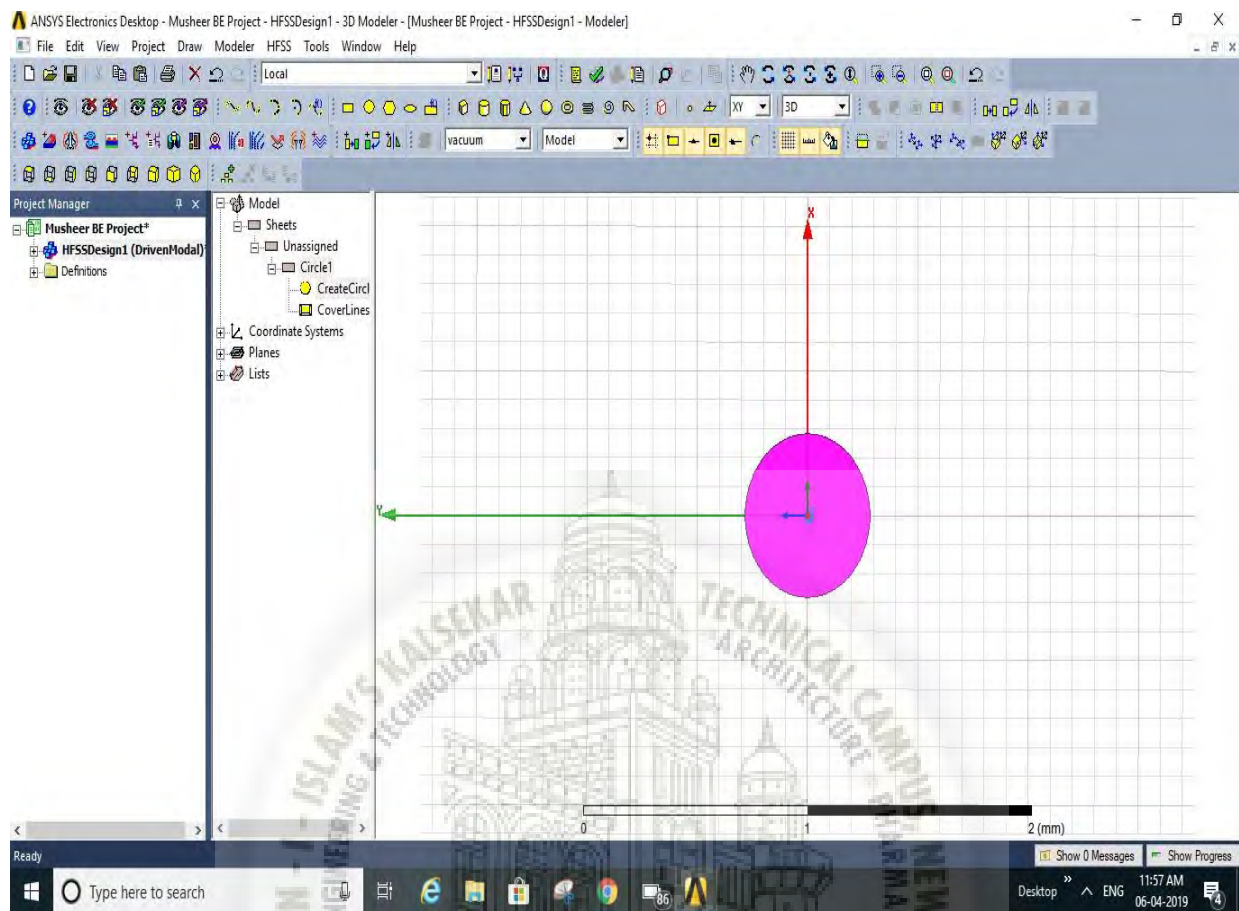 ANSYS Electronics Desktop - Musheer BE Project - HFSSDesign1 - 3D Modeler - [Musheer BE Project - HFSSDesign1 - Modeler]
File Edit View Project Draw Modeler HFSS Tools Window Help
Local
XY 3D
vacuum Model
Project Manager
Musheer BE Project*
HFSSDesign1 (DrivenModal)*
Definitions
Model
Sheets
Unassigned
Circle1
CreateCircl
CoverLines
Coordinate Systems
Planes
Lists
X
Y
0 1 2 (mm)
ISLAM'S KALSEKAR TECHNICAL CAMPUS NEW
ENGINEERING & TECHNOLOGY ARCHITECTURE
Ready
Show 0 Messages Show Progress
Type here to search
86
Desktop
ENG
11:57 AM
06-04-2019
4